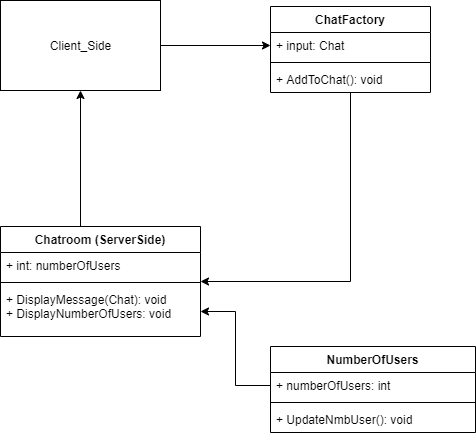 Client_Side
ChatFactory
+ input: Chat
+ AddToChat(): void
Chatroom (ServerSide)
+ int: numberOfUsers
+ DisplayMessage(Chat): void
+ DisplayNumberOfUsers: void
NumberOfUsers
+ numberOfUsers: int
+ UpdateNmbUser(): void